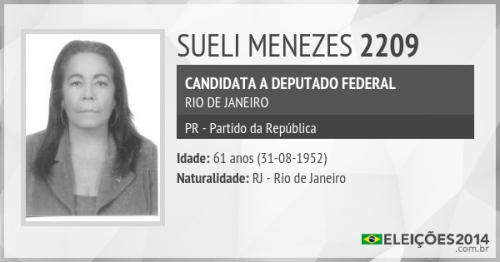 SUELI MENEZES 2209
CANDIDATA A DEPUTADO FEDERAL
RIO DE JANEIRO
PR - Partido da República
Idade: 61 anos (31-08-1952)
Naturalidade: RJ - Rio de Janeiro
ELEIÇÕES2014
.com.br